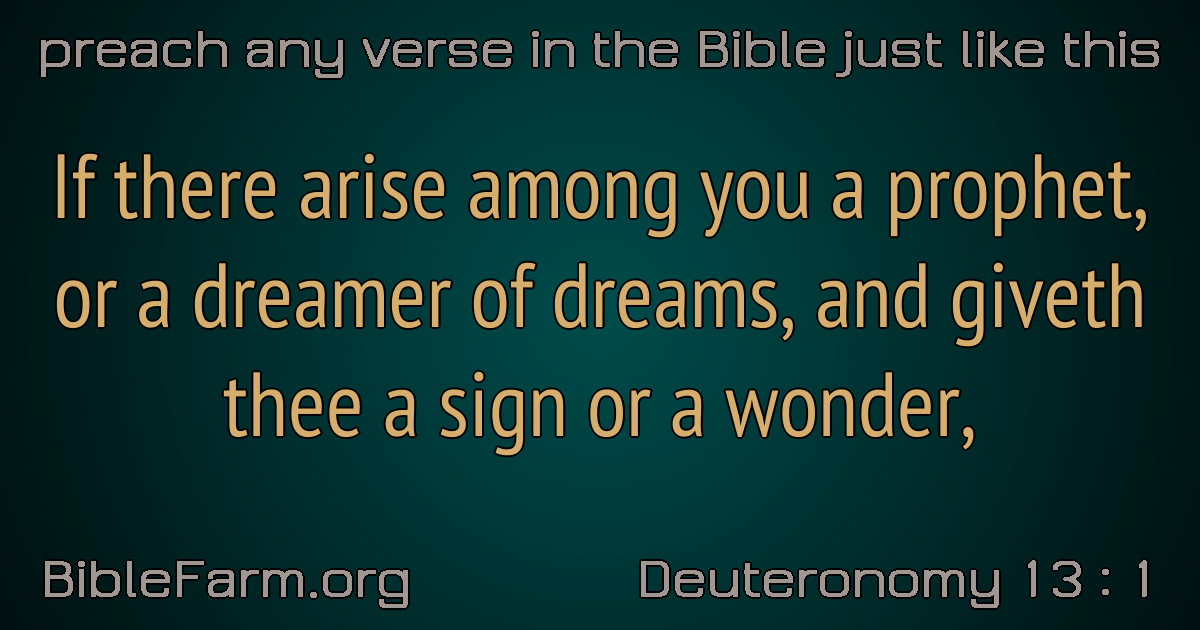 preach any verse in the Bible just like this
If there arise among you a prophet,
or a dreamer of dreams, and giveth
thee a sign or a wonder,
BibleFarm.org
Deuteronomy 13 : 1